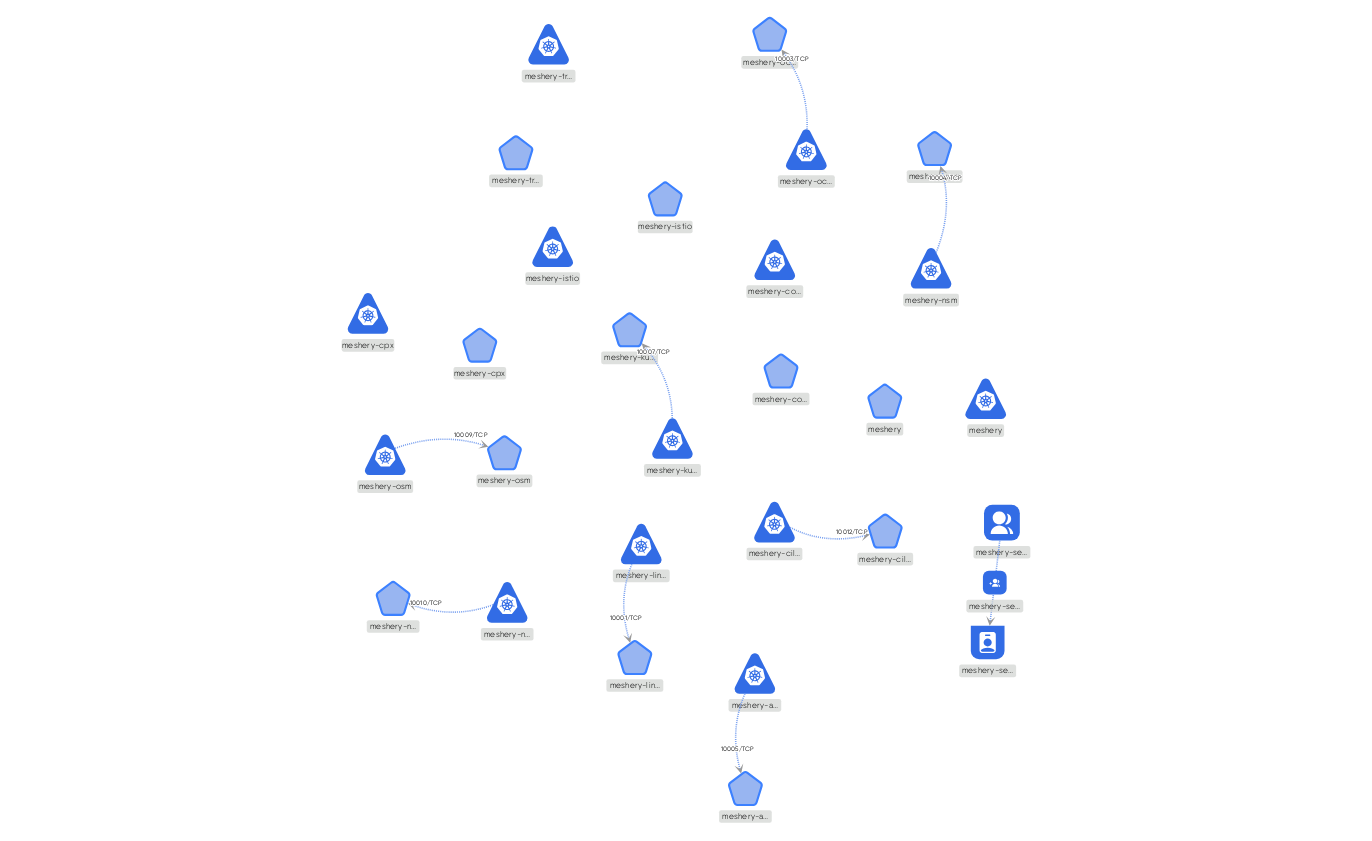 meshery-tr...
10003/TCP
meshery-tr...
meshery-oc...
10004/TCP
meshery-istio
meshery-istio
meshery-co...
meshery-nsm
meshery-cpx
10007/TCP
meshery-ku...
meshery-cpx
meshery-co...
meshery
meshery
10009/TCP
meshery-ku...
meshery-osm
meshery-osm
10012/TCP
meshery-cil...
meshery-cil...
meshery-se...
meshery-lin...
10010/TCP
meshery-se...
10001/TCP
meshery-n...
meshery-n...
meshery-se...
meshery-lin...
meshery-a...
10005/TCP
meshery-a...